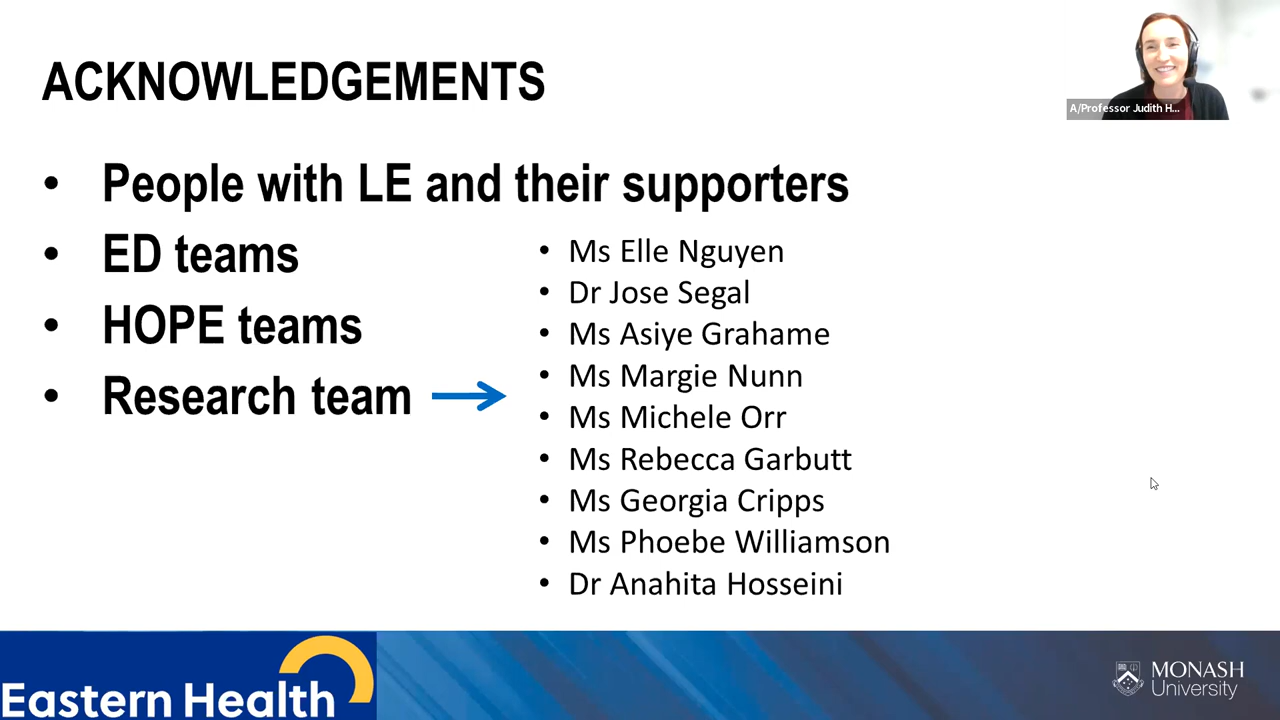 ACKNOWLEDGEMENTS
A/Professor Judith H...
• People with LE and their supporters
• ED teams
• HOPE teams
• Research team
• Ms Elle Nguyen
• Dr Jose Segal
• Ms Asiye Grahame
• Ms Margie Nunn
• Ms Michele Orr
• Ms Rebecca Garbutt
• Ms Georgia Cripps
• Ms Phoebe Williamson
• Dr Anahita Hosseini
Eastern Health
MONASH
University